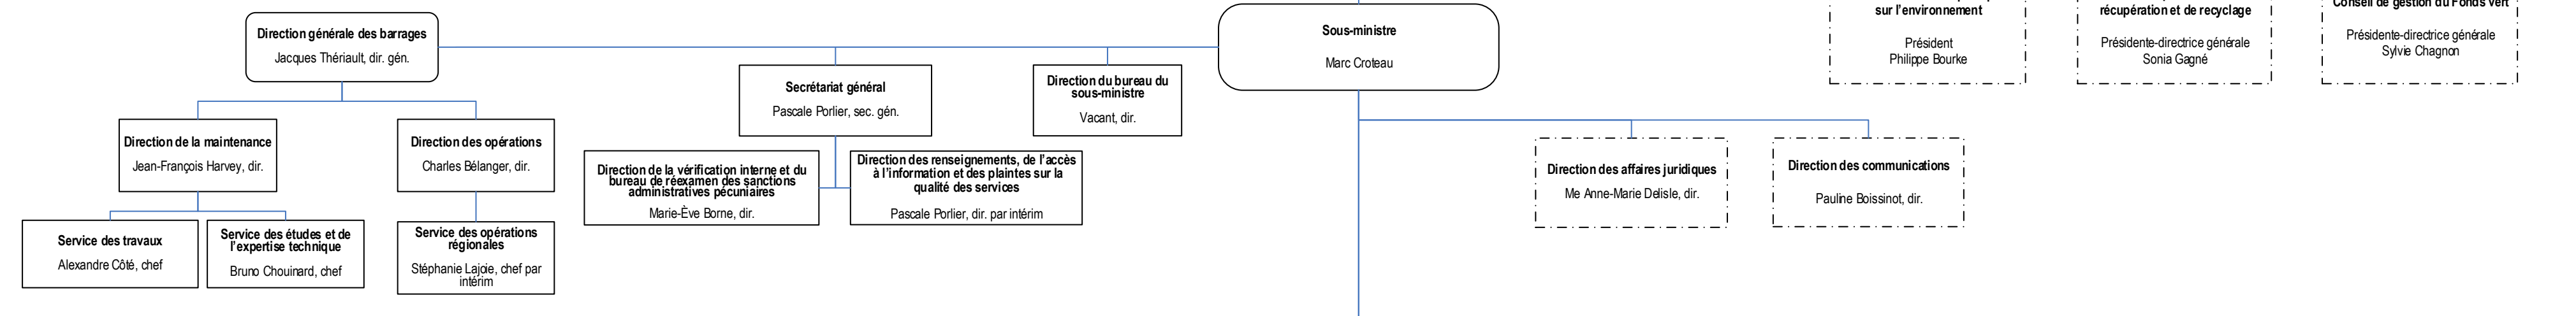 Direction générale des barrages
Jacques Thériault, dir. gén.
Sous-ministre
Marc Croteau
sur l'environnement
Président
Philippe Bourke
récupération et de recyclage
Présidente-directrice générale
Sonia Gagné
Conseil de gestion du Fonds vert
Présidente-directrice générale
Sylvie Chagnon
Secrétariat général
Pascale Porlier, sec. gén.
Direction du bureau du
sous-ministre
Vacant, dir.
Direction de la maintenance
Jean-François Harvey, dir.
Direction des opérations
Charles Bélanger, dir.
Direction de la vérification interne et du
bureau de réexamen des sanctions
administratives pécuniaires
Marie-Ève Borne, dir.
Direction des renseignements, de l'accès
à l'information et des plaintes sur la
qualité des services
Pascale Porlier, dir. par intérim
Direction des affaires juridiques
Me Anne-Marie Delisle, dir.
Direction des communications
Pauline Boissinot, dir.
Service des travaux
Alexandre Côté, chef
Service des études et de
l'expertise technique
Bruno Chouinard, chef
Service des opérations
régionales
Stéphanie Lajoie, chef par
intérim